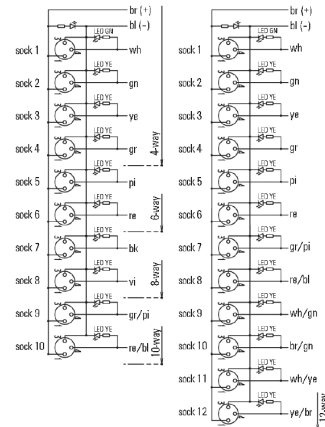 br (+)
bl (−)
LED GN
sock 1
wh
LED YE
sock 2
gn
LED YE
sock 3
ye
LED YE
sock 4
gr
4-way
LED YE
sock 5
pi
LED YE
sock 6
re
6-way
LED YE
sock 7
bk
LED YE
sock 8
vi
8-way
LED YE
sock 9
gr/pi
LED YE
sock 10
re/bl
10-way
br (+)
bl (−)
LED GN
sock 1
wh
LED YE
sock 2
gn
LED YE
sock 3
ye
LED YE
sock 4
gr
LED YE
sock 5
pi
LED YE
sock 6
re
LED YE
sock 7
gr/pi
LED YE
sock 8
re/bl
LED YE
sock 9
wh/gn
LED YE
sock 10
br/gn
LED YE
sock 11
wh/ye
LED YE
sock 12
ye/br
12-way